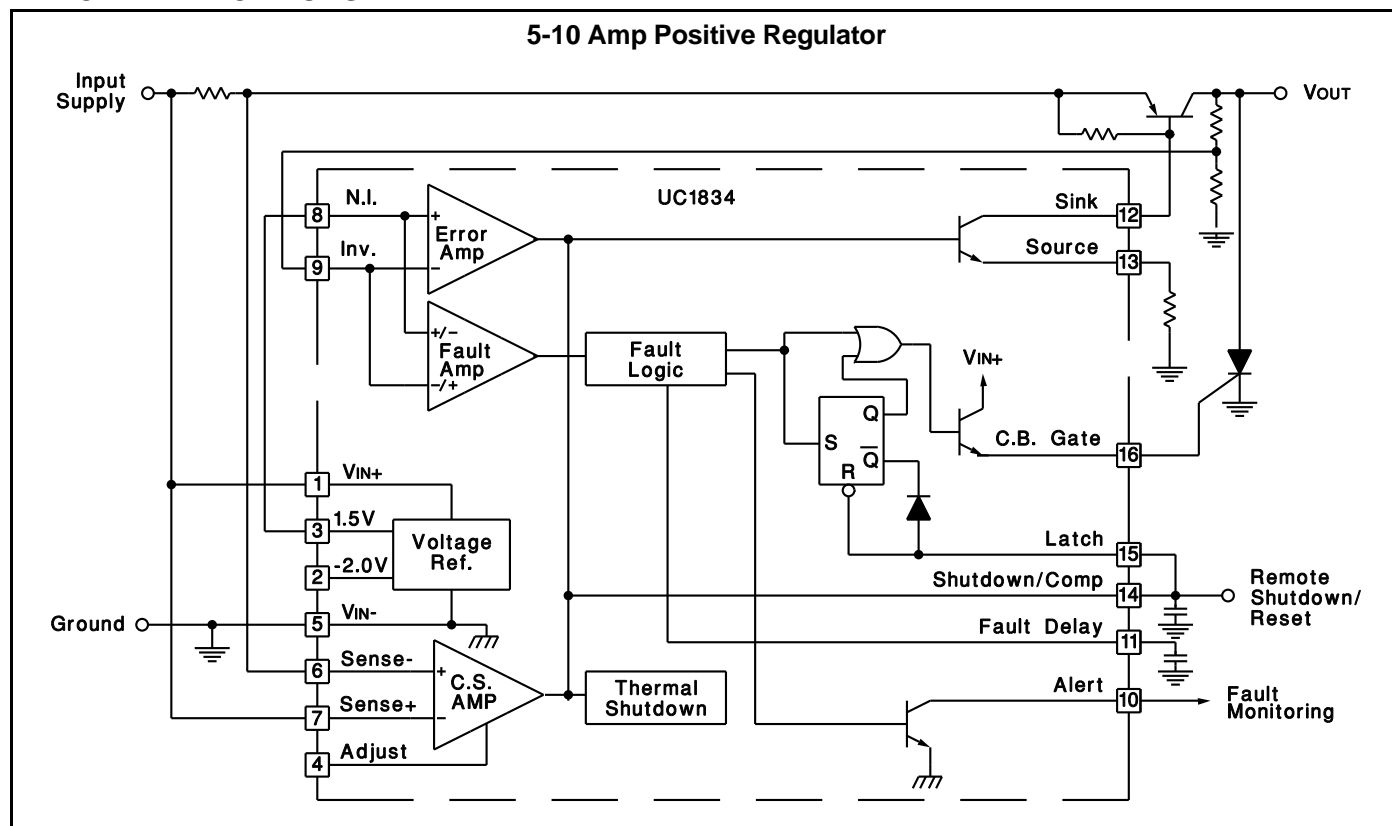 5-10 Amp Positive Regulator
Input
Supply
VOUT
UC1834
N.I.
8
+
Error
Amp
Sink
12
Inv.
9
−
Source
13
+/−
Fault
Amp
−/+
Fault
Logic
VIN+
Q
S
Q
R
C.B. Gate
16
VIN+
1
1.5V
3
Voltage
Ref.
-2.0V
2
Latch
15
Shutdown/Comp
14
Remote
Shutdown/
Reset
Ground
VIN-
5
Fault Delay
11
Sense-
6
+
C.S.
AMP
Sense+
7
−
Thermal
Shutdown
Alert
10
Fault
Monitoring
Adjust
4